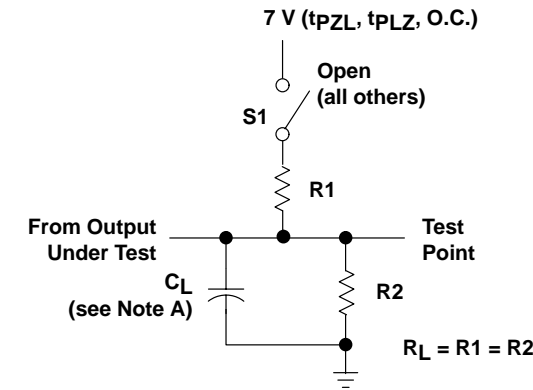 7 V (tPZL, tPLZ, O.C.)
Open
(all others)
S1
R1
From Output
Under Test
Test
Point
CL
(see Note A)
R2
RL = R1 = R2